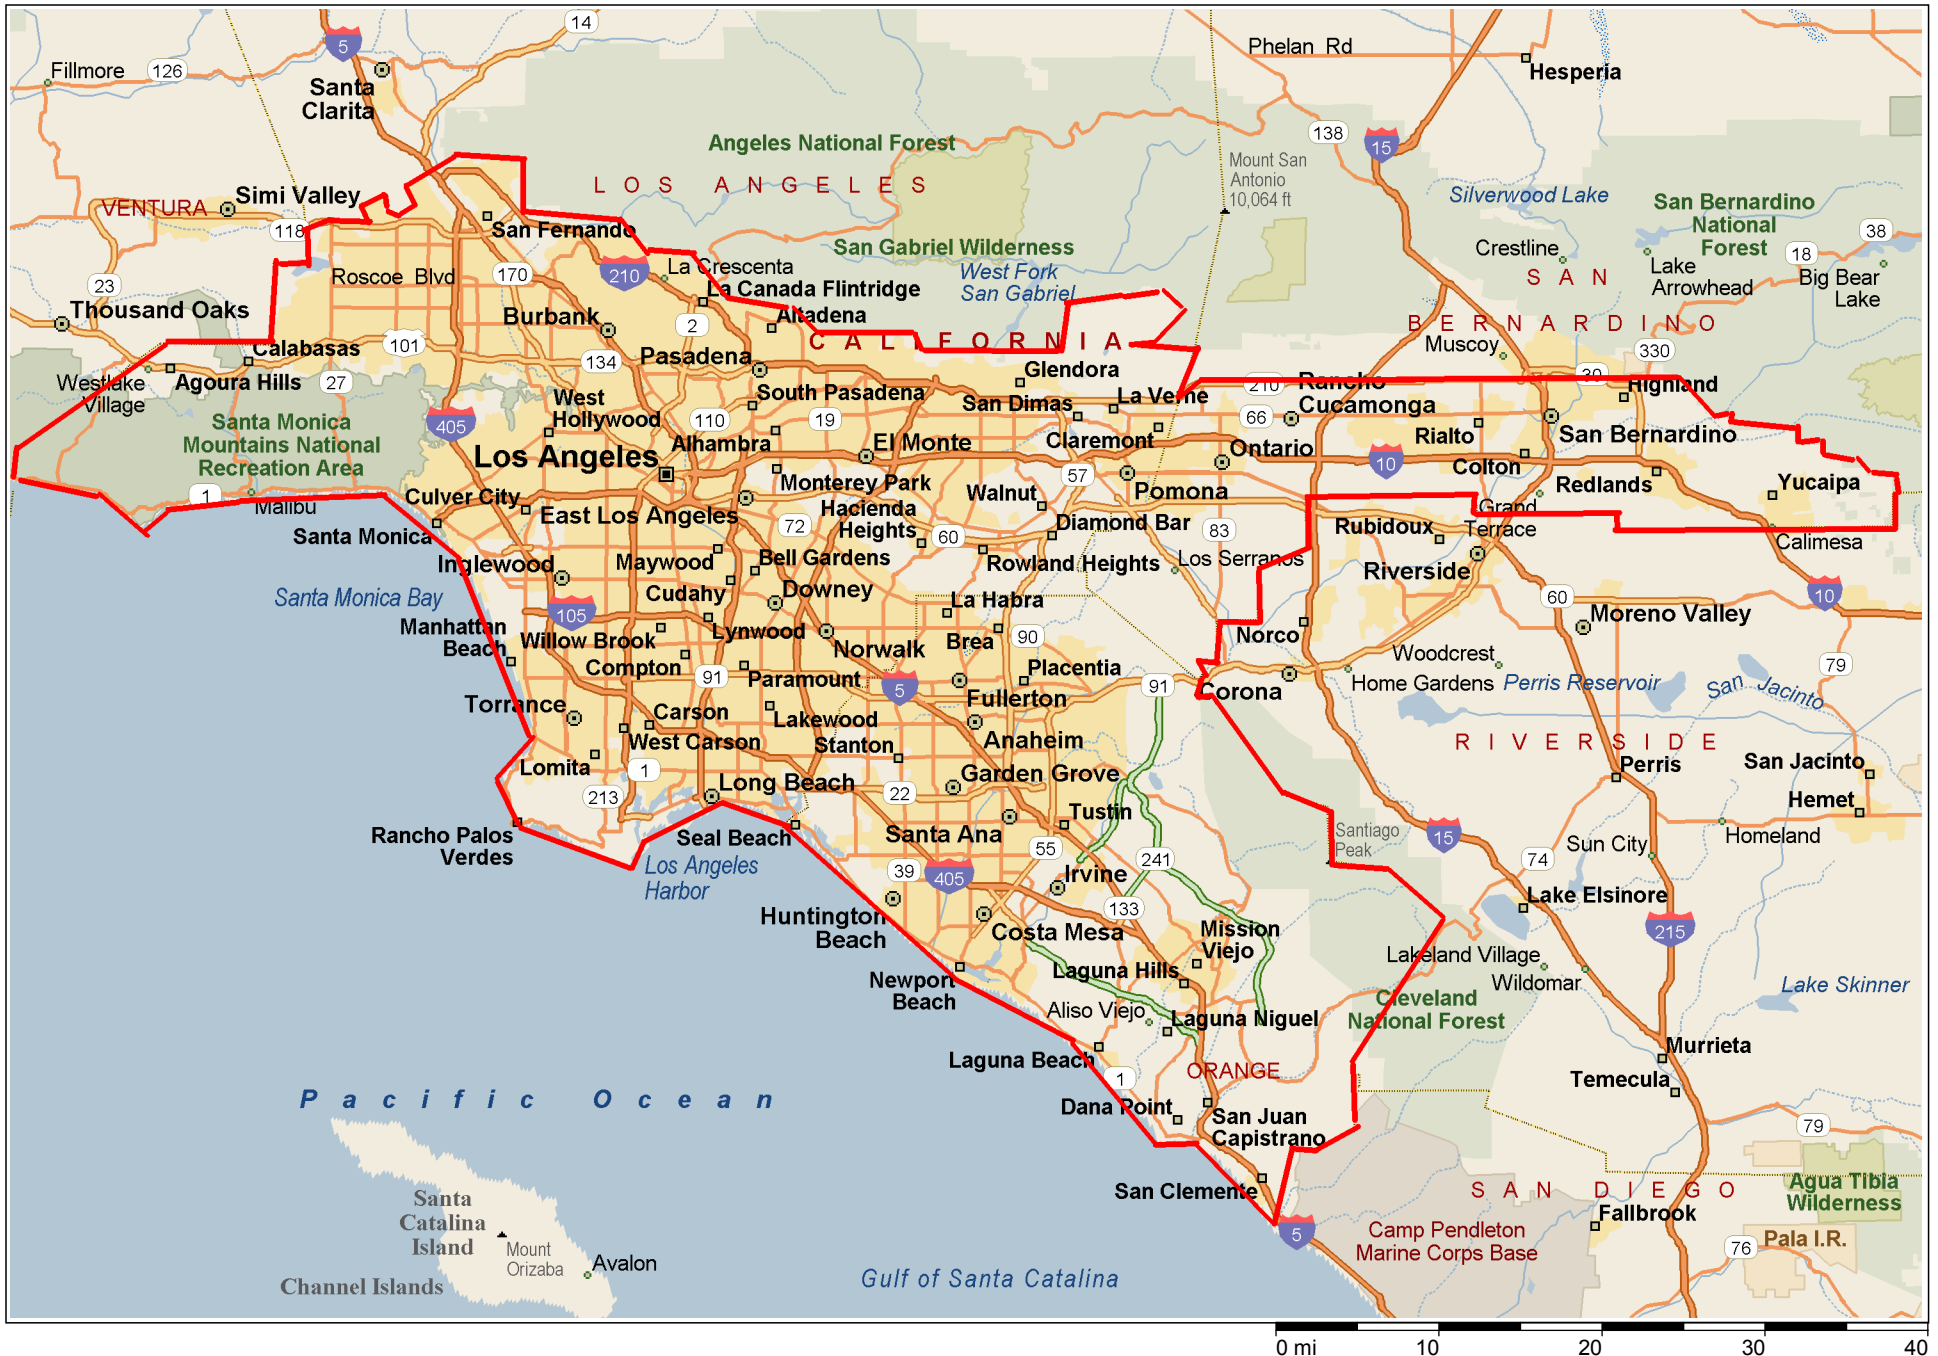 14
5
Phelan Rd
Fillmore
126
Santa
Clarita
Hesperia
138
15
Angeles National Forest
Mount San
Antonio
10,064 ft
LOS ANGELES
Silverwood Lake
San Bernardino
National
Forest
VENTURA
Simi Valley
118
San Fernando
38
San Gabriel Wilderness
Crestline
18
Lake
Arrowhead
Big Bear
Lake
SAN
Roscoe Blvd
170
210
La Crescenta
West Fork
San Gabriel
23
Thousand Oaks
La Canada Flintridge
Burbank
2
Altadena
BERNARDINO
CALIFORNIA
Muscoy
330
Calabasas
101
134
Pasadena
Glendora
Westlake
Village
Agoura Hills
27
South Pasadena
210
Rancho
Cucamonga
30
Highland
West
Hollywood
San Dimas
La Verne
66
Santa Monica
Mountains National
Recreation Area
405
110
19
Alhambra
El Monte
Claremont
Ontario
Rialto
San Bernardino
Los Angeles
10
Colton
57
Monterey Park
Walnut
Pomona
Redlands
Yucaipa
1
Malibu
Culver City
East Los Angeles
Hacienda
Heights
Diamond Bar
Grand
Terrace
Rubidoux
Santa Monica
72
60
83
Calimesa
Inglewood
Maywood
Bell Gardens
Rowland Heights
Los Serranos
Riverside
Santa Monica Bay
105
Cudahy
Downey
La Habra
60
10
Moreno Valley
Manhattan
Beach
Willow Brook
Lynwood
Norwalk
Brea
90
Norco
Compton
91
Paramount
5
Placentia
91
Woodcrest
79
Fullerton
Corona
Home Gardens
Perris Reservoir
San Jacinto
Torrance
Carson
Lakewood
West Carson
Stanton
Anaheim
RIVERSIDE
Lomita
1
Perris
San Jacinto
213
Long Beach
22
Garden Grove
Hemet
Rancho Palos
Verdes
Seal Beach
Santa Ana
Tustin
Santiago
Peak
15
Homeland
Los Angeles
Harbor
39
405
55
241
74
Sun City
Irvine
Lake Elsinore
133
Huntington
Beach
Costa Mesa
Mission
Viejo
215
Lakeland Village
Laguna Hills
Wildomar
Newport
Beach
Lake Skinner
Aliso Viejo
Laguna Niguel
Cleveland
National Forest
Laguna Beach
Murrieta
ORANGE
1
Temecula
Pacific Ocean
Dana Point
San Juan
Capistrano
79
San Clemente
SAN DIEGO
Agua Tibia
Wilderness
Santa
Catalina
Island
Fallbrook
5
Camp Pendleton
Marine Corps Base
76
Pala I.R.
Mount
Orizaba
Avalon
Channel Islands
Gulf of Santa Catalina
0 mi 10 20 30 40